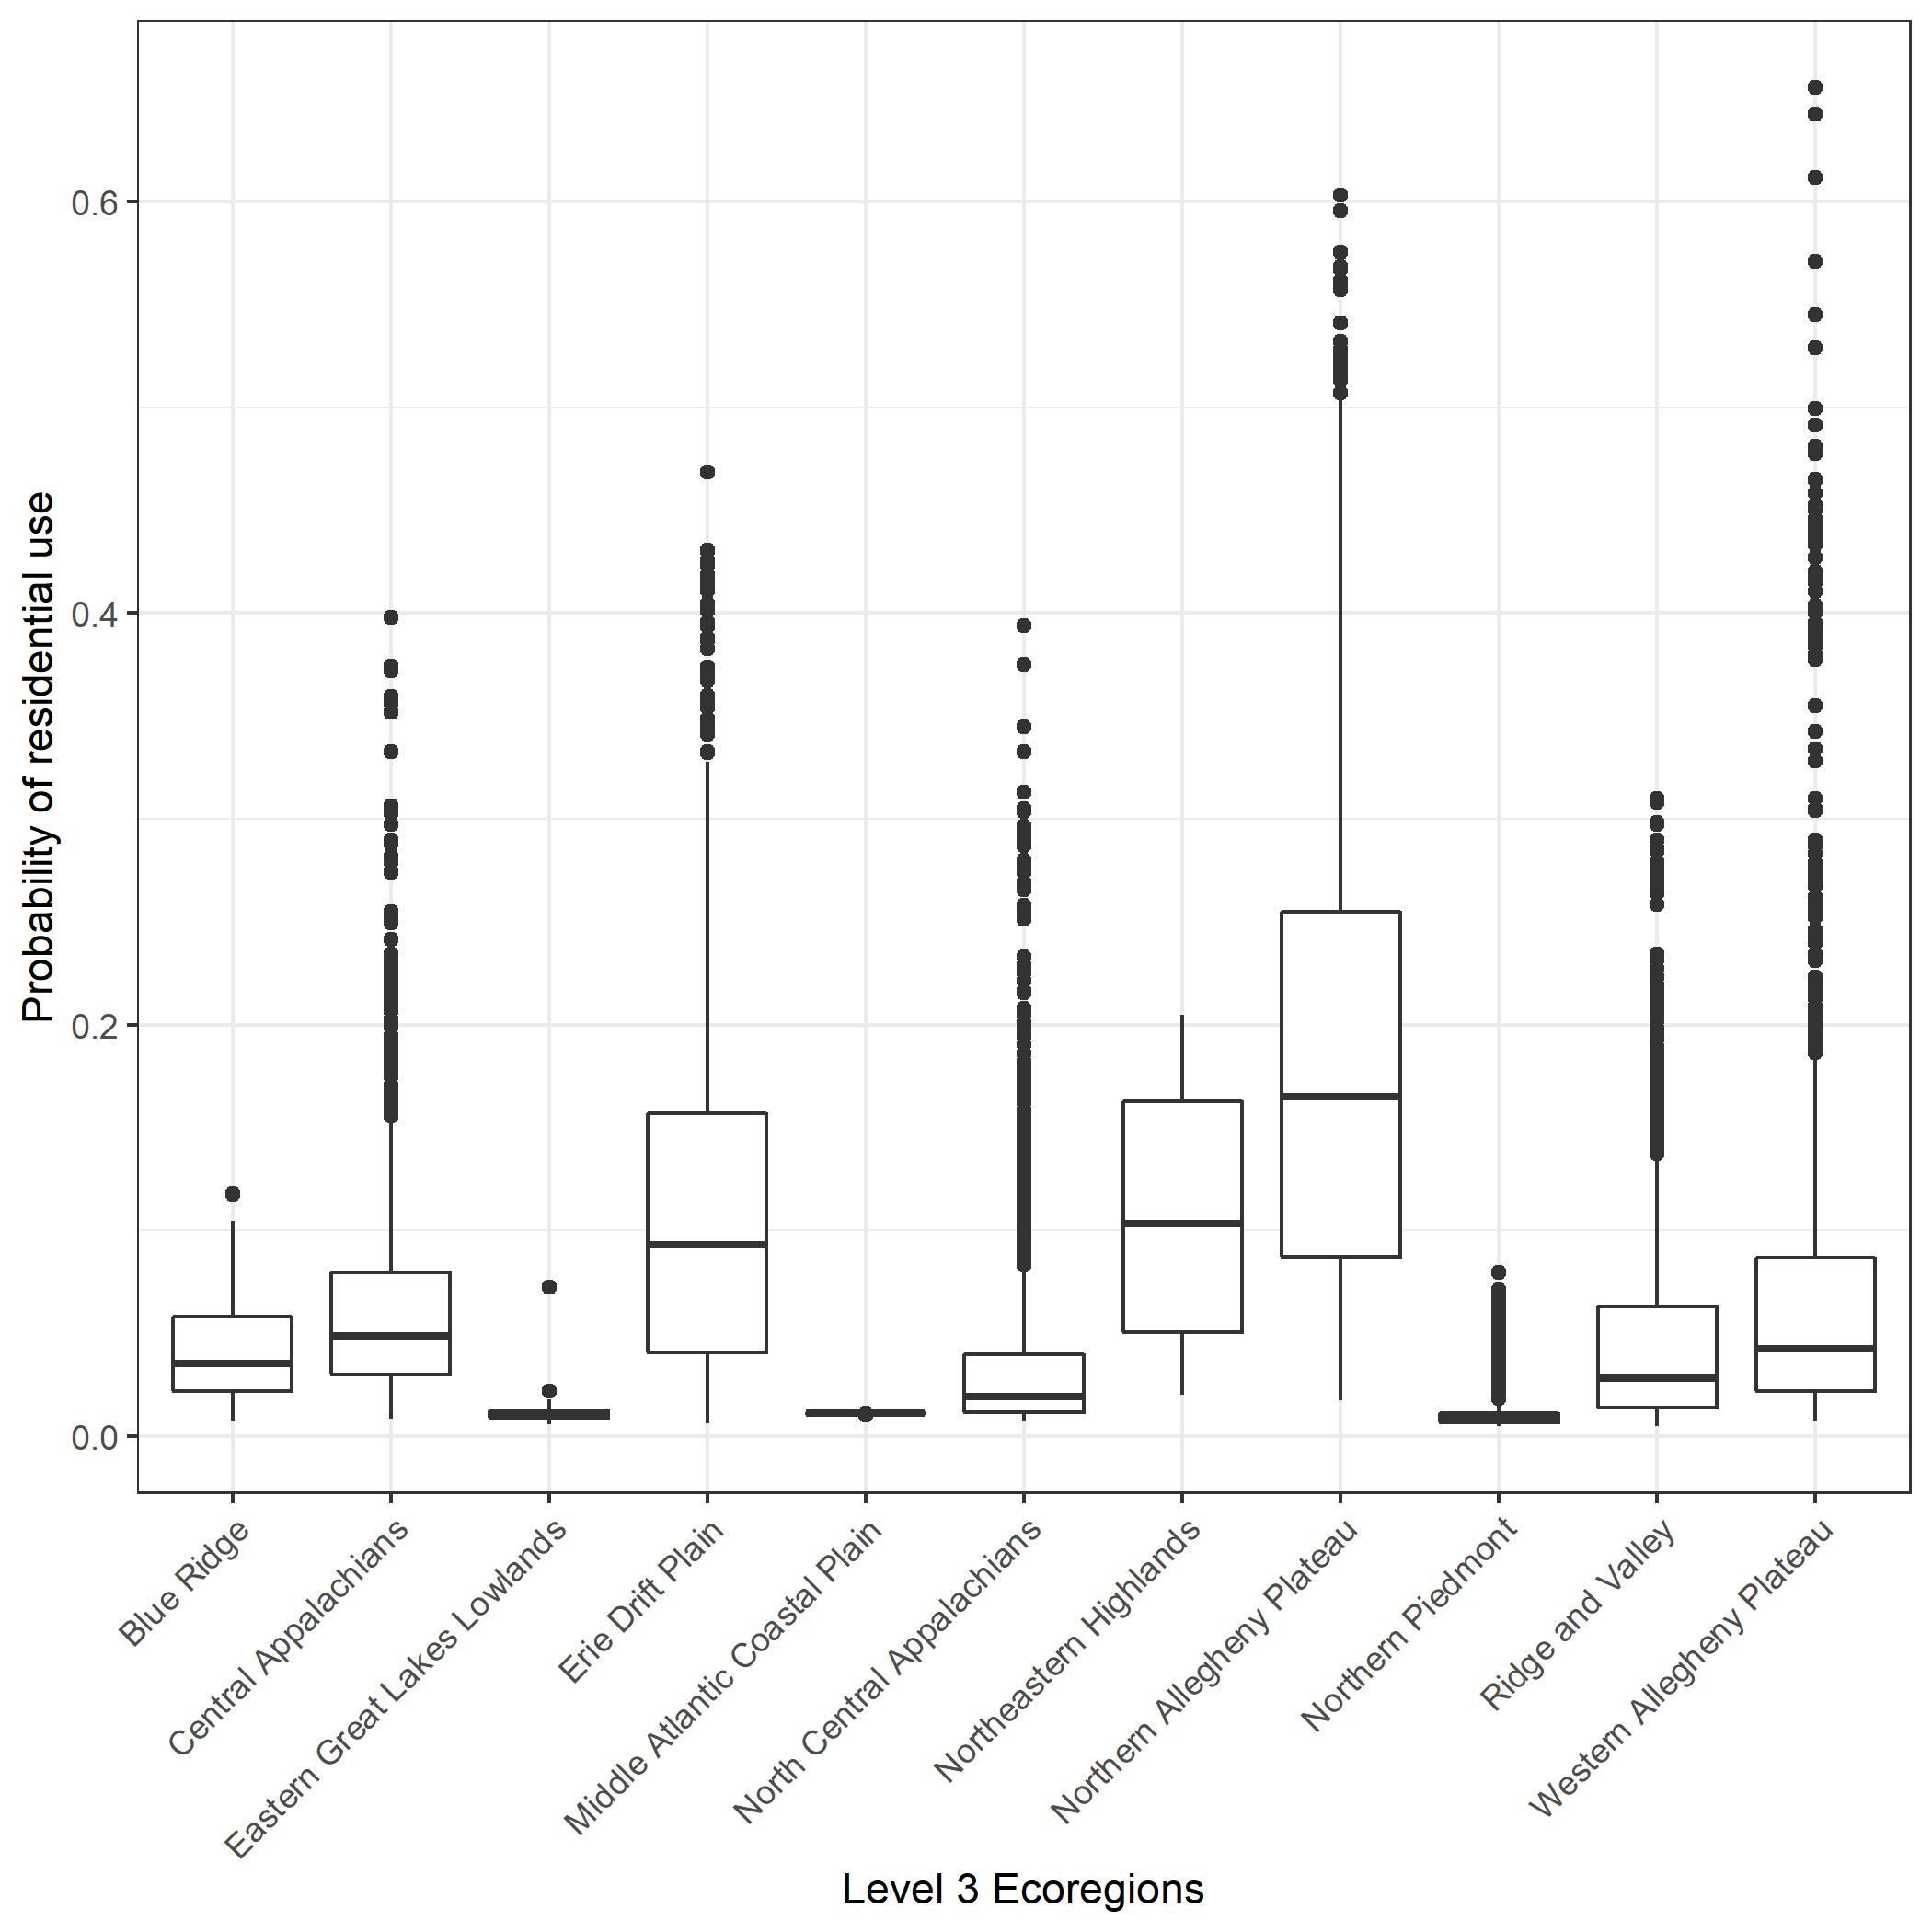 Probability of residential use
0.6
0.4
0.2
0.0
Blue Ridge
Central Appalachians
Eastern Great Lakes Lowlands
Erie Drift Plain
Middle Atlantic Coastal Plain
North Central Appalachians
Northeastern Highlands
Northern Allegheny Plateau
Northern Piedmont
Ridge and Valley
Western Allegheny Plateau
Level 3 Ecoregions